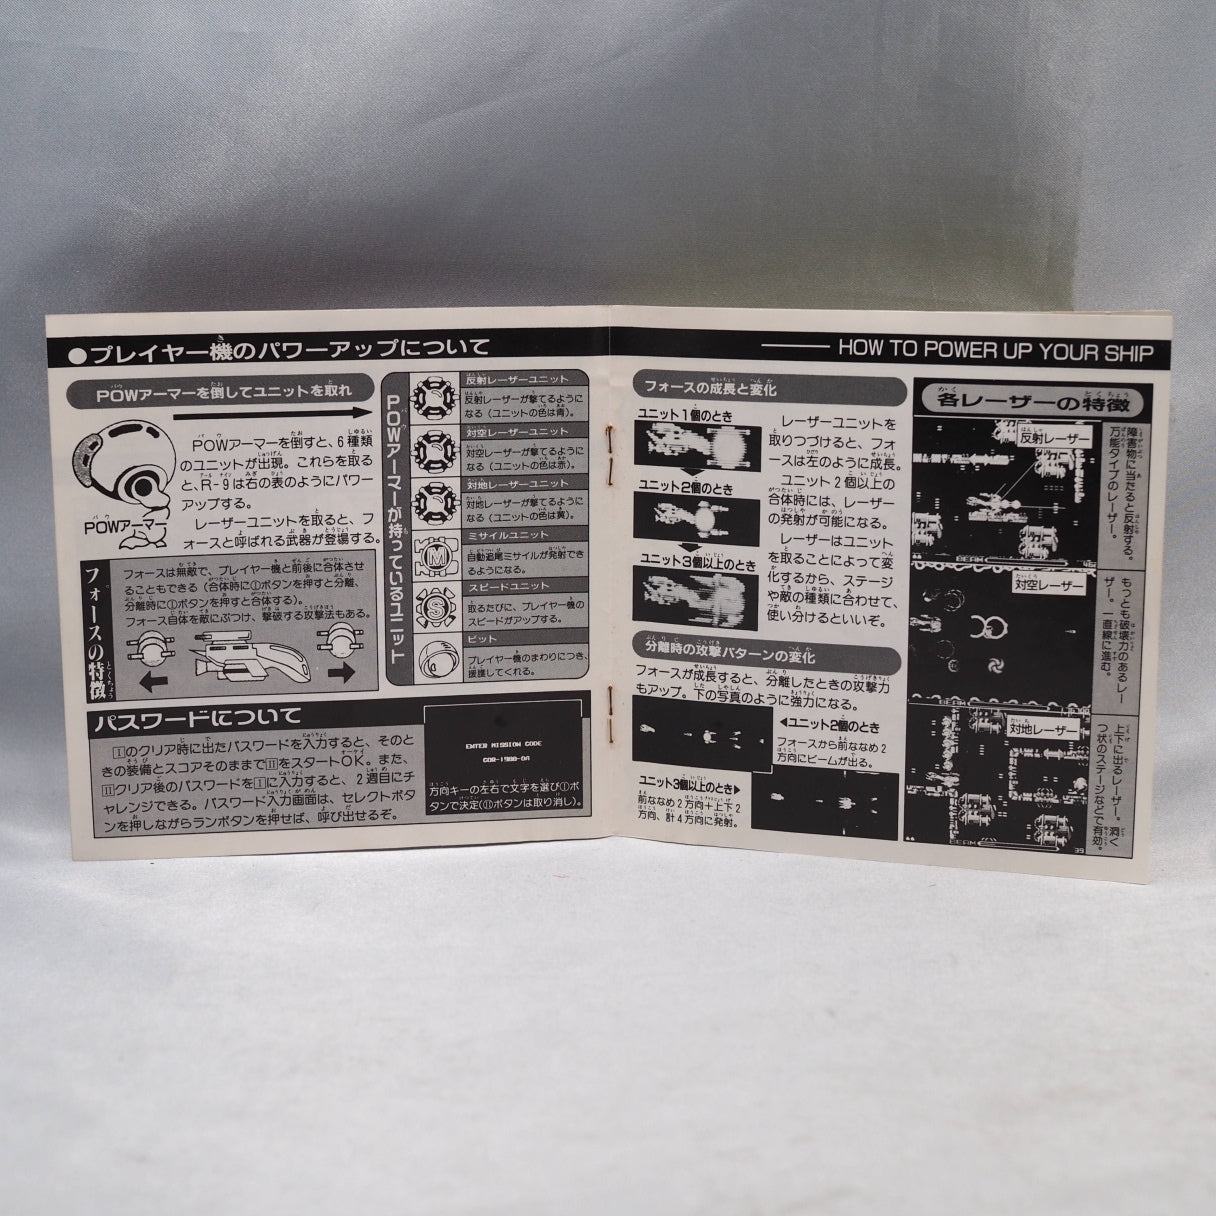 ●プレイヤー機のパワーアップについて
POWアーマーを倒してユニットを取れ
POWアーマーを倒すと、6種類
のユニットが出現。これらを取る
と、R-9は右の表のようにパワー
アップする。
レーザーユニットを取ると、フ
ォースと呼ばれる武器が登場する。
POWアーマー
フォースの特徴
フォースは無敵で、プレイヤー機と前後に合体させ
ることもできる(合体時にⒾボタンを押すと分離、
分離時にⒾボタンを押すと合体する)。
フォース自体を敵にぶつけ、撃破する攻撃法もある。
POWアーマーが持っているユニット
反射レーザーユニット
反射レーザーが撃てるように
なる(ユニットの色は青)。
対空レーザーユニット
対空レーザーが撃てるように
なる(ユニットの色は赤)。
対地レーザーユニット
対地レーザーが撃てるように
なる(ユニットの色は黄)。
M
ミサイルユニット
自動追尾ミサイルが発射でき
るようになる。
S
スピードユニット
取るたびに、プレイヤー機の
スピードがアップする。
ビット
プレイヤー機のまわりにつき、
援護してくれる。
パスワードについて
Ⅰのクリア時に出たパスワードを入力すると、そのと
きの装備とスコアそのままでⅡをスタートOK。また、
Ⅱクリア後のパスワードをⅠに入力すると、2週目にチ
ャレンジできる。パスワード入力画面は、セレクトボタ
ンを押しながらランボタンを押せば、呼び出せるぞ。
ENTER MISSION CODE
COR-1900-OA
方向キーの左右で文字を選びⒾボ
タンで決定(Ⅱボタンは取り消し)。
HOW TO POWER UP YOUR SHIP
フォースの成長と変化
ユニット1個のとき
ユニット2個のとき
ユニット3個以上のとき
レーザーユニットを
取りつづけると、フォ
ースは左のように成長。
ユニット2個以上の
合体時には、レーザー
の発射が可能になる。
レーザーはユニット
を取ることによって変
化するから、ステージ
や敵の種類に合わせて、
使い分けるといいぞ。
分離時の攻撃パターンの変化
フォースが成長すると、分離したときの攻撃力
もアップ。下の写真のように強力になる。
◀ユニット2個のとき
フォースから前ななめ2
方向にビームが出る。
ユニット3個以上のとき▶
前ななめ2方向+上下2
方向、計4方向に発射。
各レーザーの特徴
反射レーザー
障害物に当たると反射する。
万能タイプのレーザー。
BEAM
対空レーザー
もっとも破壊力のあるレー
ザー。一直線に進む。
対地レーザー
上下に出るレーザー。洞く
つ状のステージなどで有効。
BEAM
39